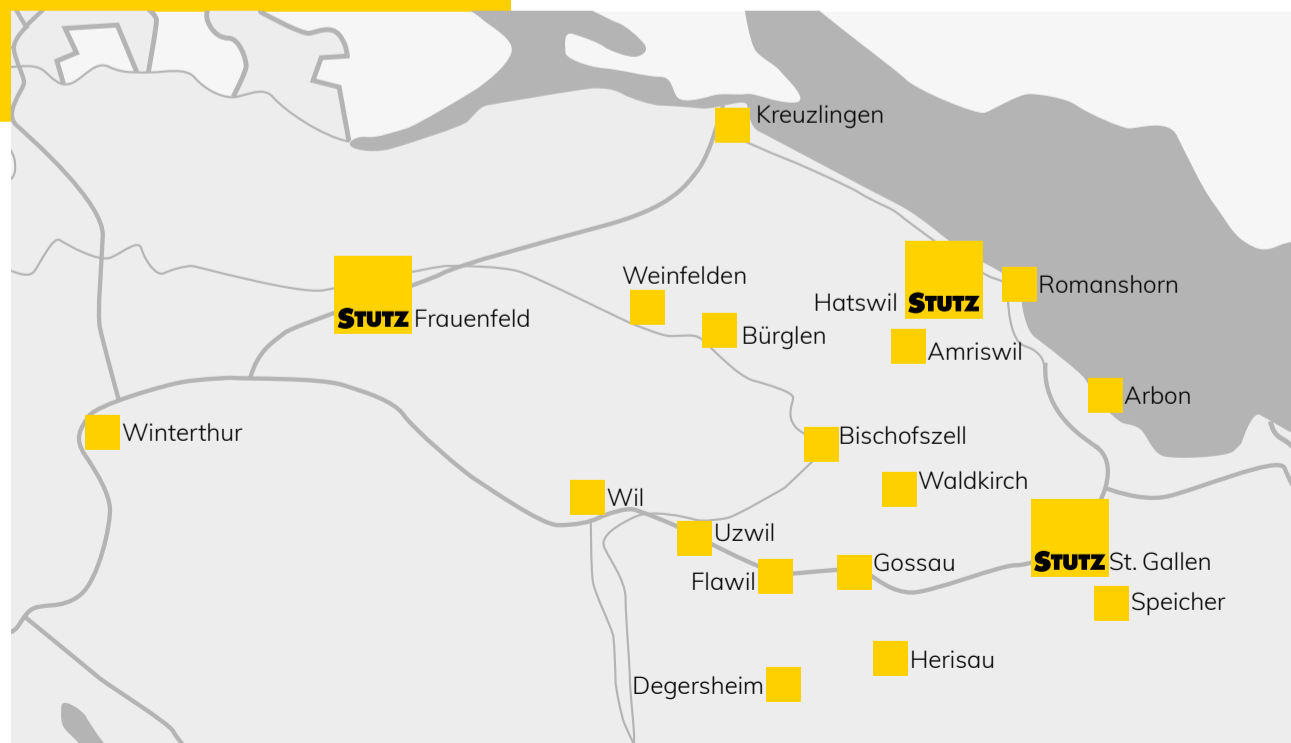 Kreuzlingen
Weinfelden
Romanshorn
Hatswil
STUTZ
STUTZ
Frauenfeld
Bürglen
Amriswil
Arbon
Winterthur
Bischofszell
Waldkirch
Wil
Uzwil
Gossau
STUTZ
St. Gallen
Flawil
Speicher
Herisau
Degersheim